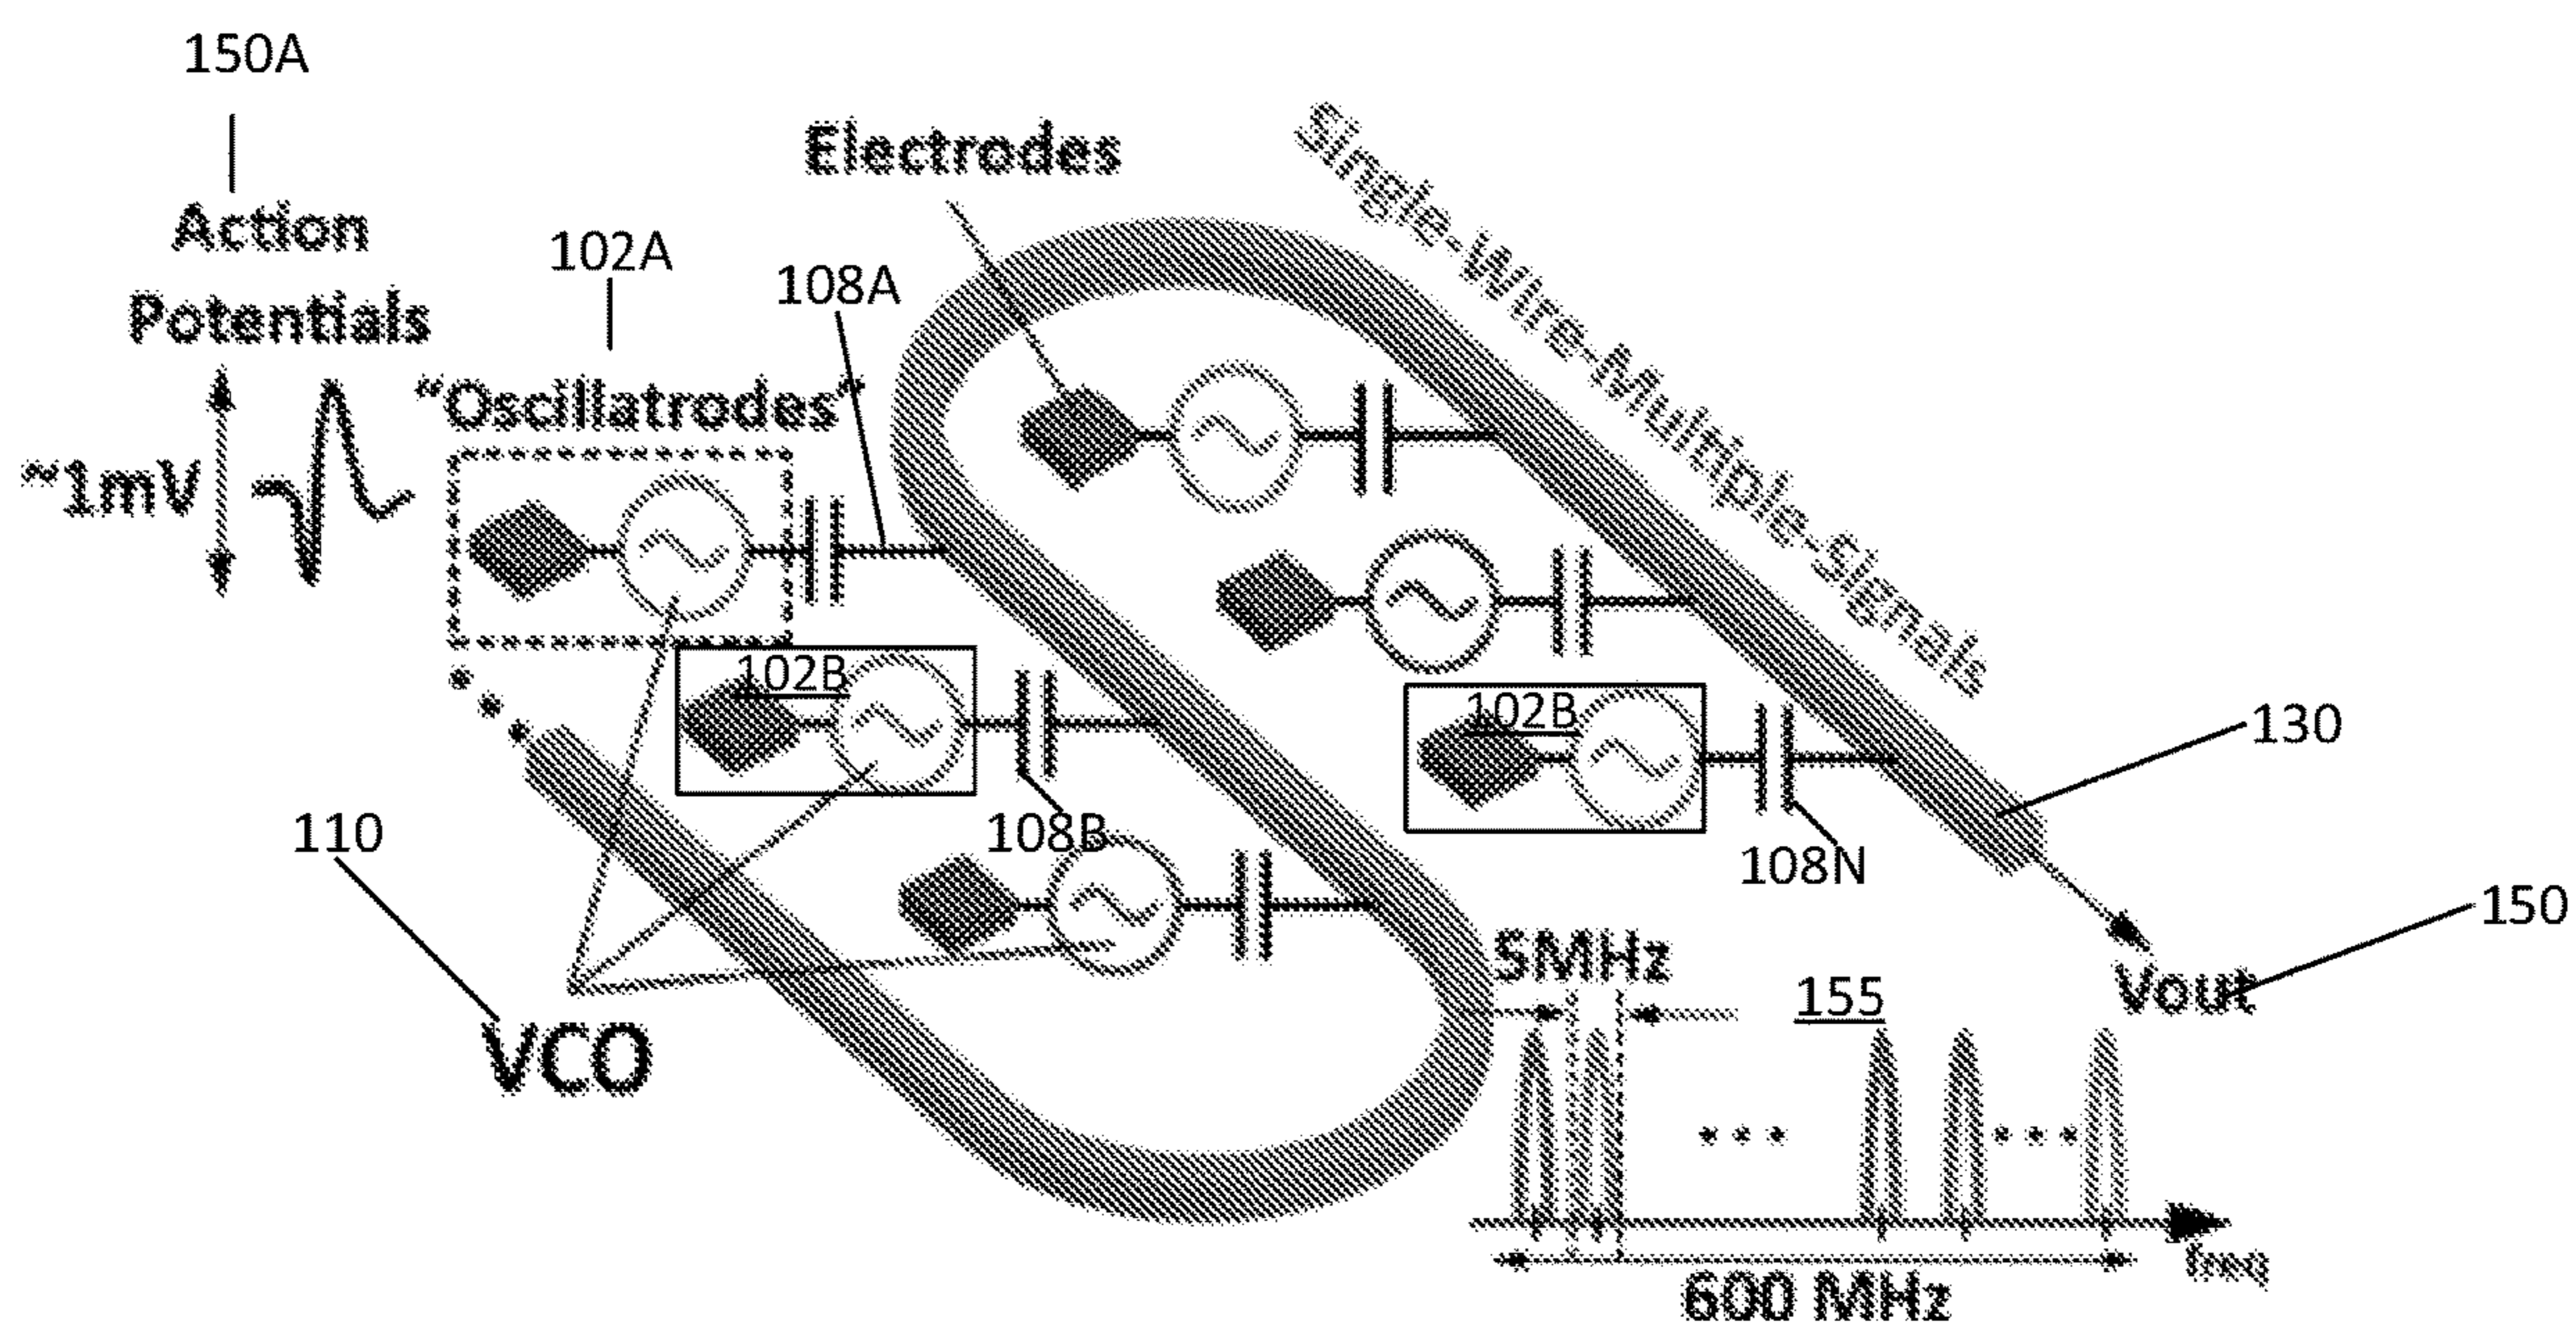 150A
Action
Potentials
~1mV
102A
"Oscillatrodes"
108A
Electrodes
Single-Wire-Multiple-Signals
102B
108B
102B
108N
130
150
Vout
110
VCO
5MHz
155
• • •
• • •
freq
600 MHz